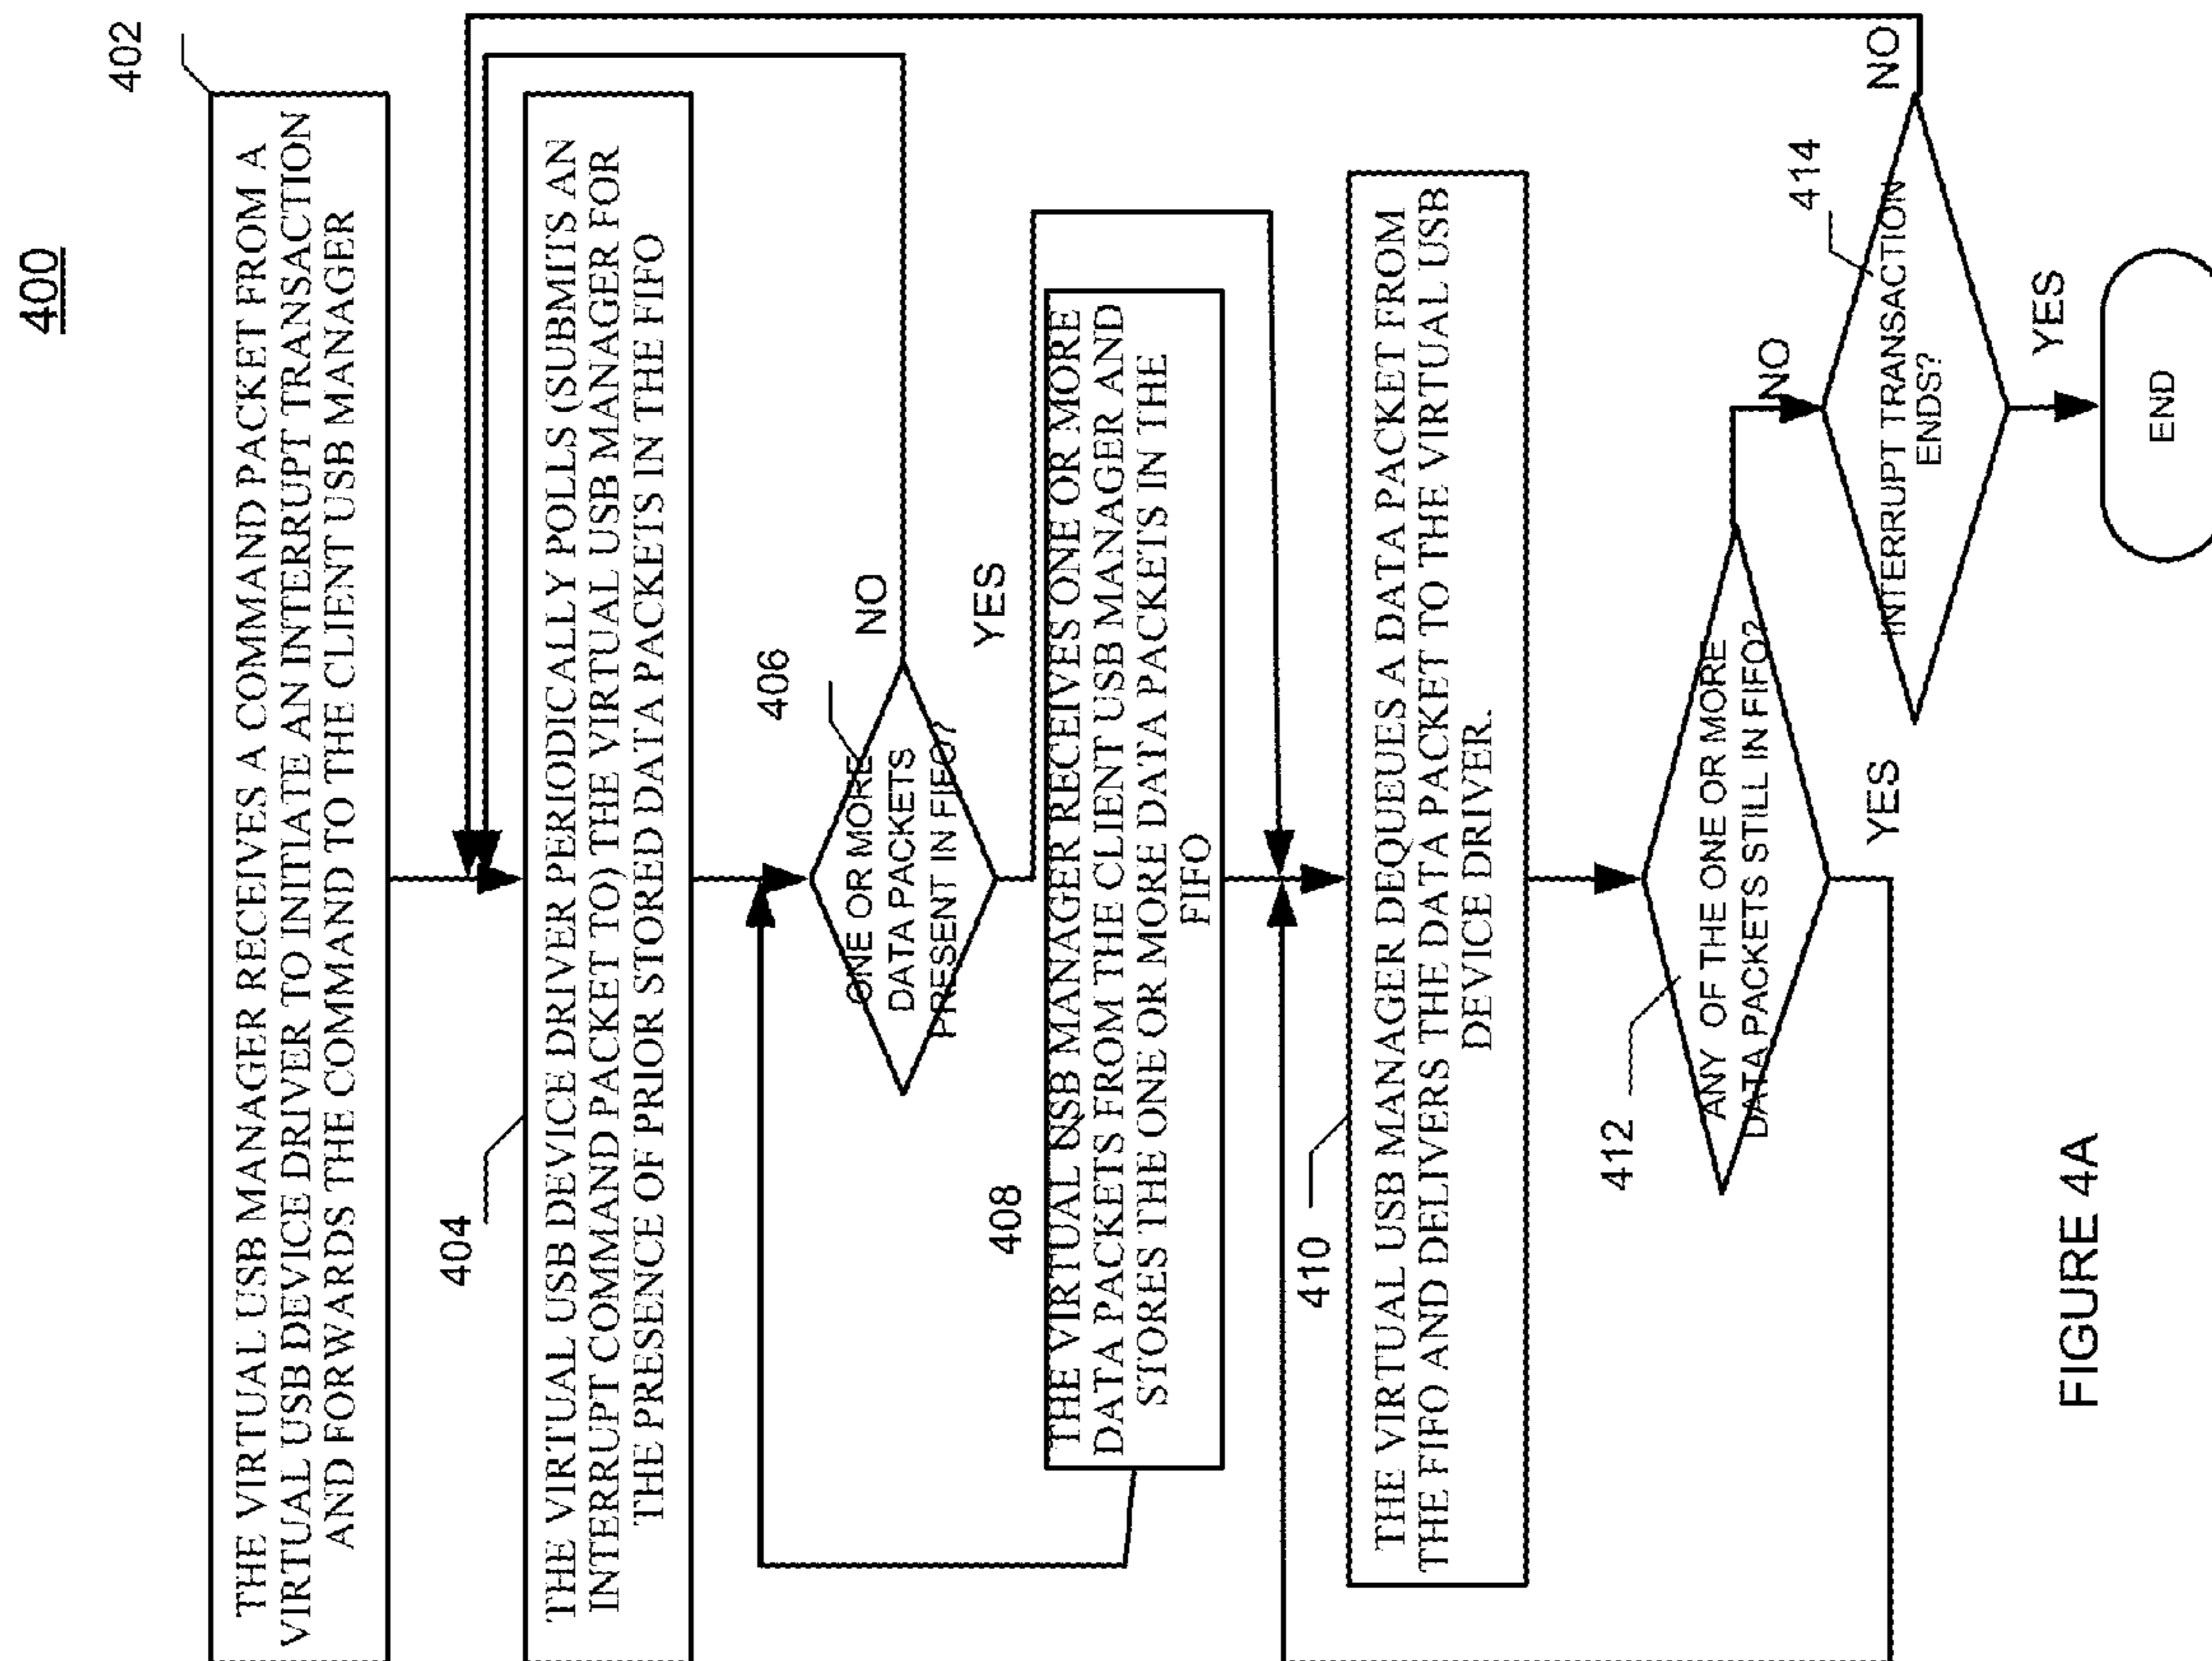 400
402
THE VIRTUAL USB MANAGER RECEIVES A COMMAND PACKET FROM A
VIRTUAL USB DEVICE DRIVER TO INITIATE AN INTERRUPT TRANSACTION
AND FORWARDS THE COMMAND TO THE CLIENT USB MANAGER
404
THE VIRTUAL USB DEVICE DRIVER PERIODICALLY POLLS (SUBMITS AN
INTERRUPT COMMAND PACKET TO) THE VIRTUAL USB MANAGER FOR
THE PRESENCE OF PRIOR STORED DATA PACKETS IN THE FIFO
406
ONE OR MORE
DATA PACKETS
PRESENT IN FIFO?
NO
YES
408
THE VIRTUAL USB MANAGER RECEIVES ONE OR MORE
DATA PACKETS FROM THE CLIENT USB MANAGER AND
STORES THE ONE OR MORE DATA PACKETS IN THE
FIFO
410
THE VIRTUAL USB MANAGER DEQUEUES A DATA PACKET FROM
THE FIFO AND DELIVERS THE DATA PACKET TO THE VIRTUAL USB
DEVICE DRIVER.
412
ANY OF THE ONE OR MORE
DATA PACKETS STILL IN FIFO?
NO
YES
414
INTERRUPT TRANSACTION
ENDS?
NO
YES
END
FIGURE 4A